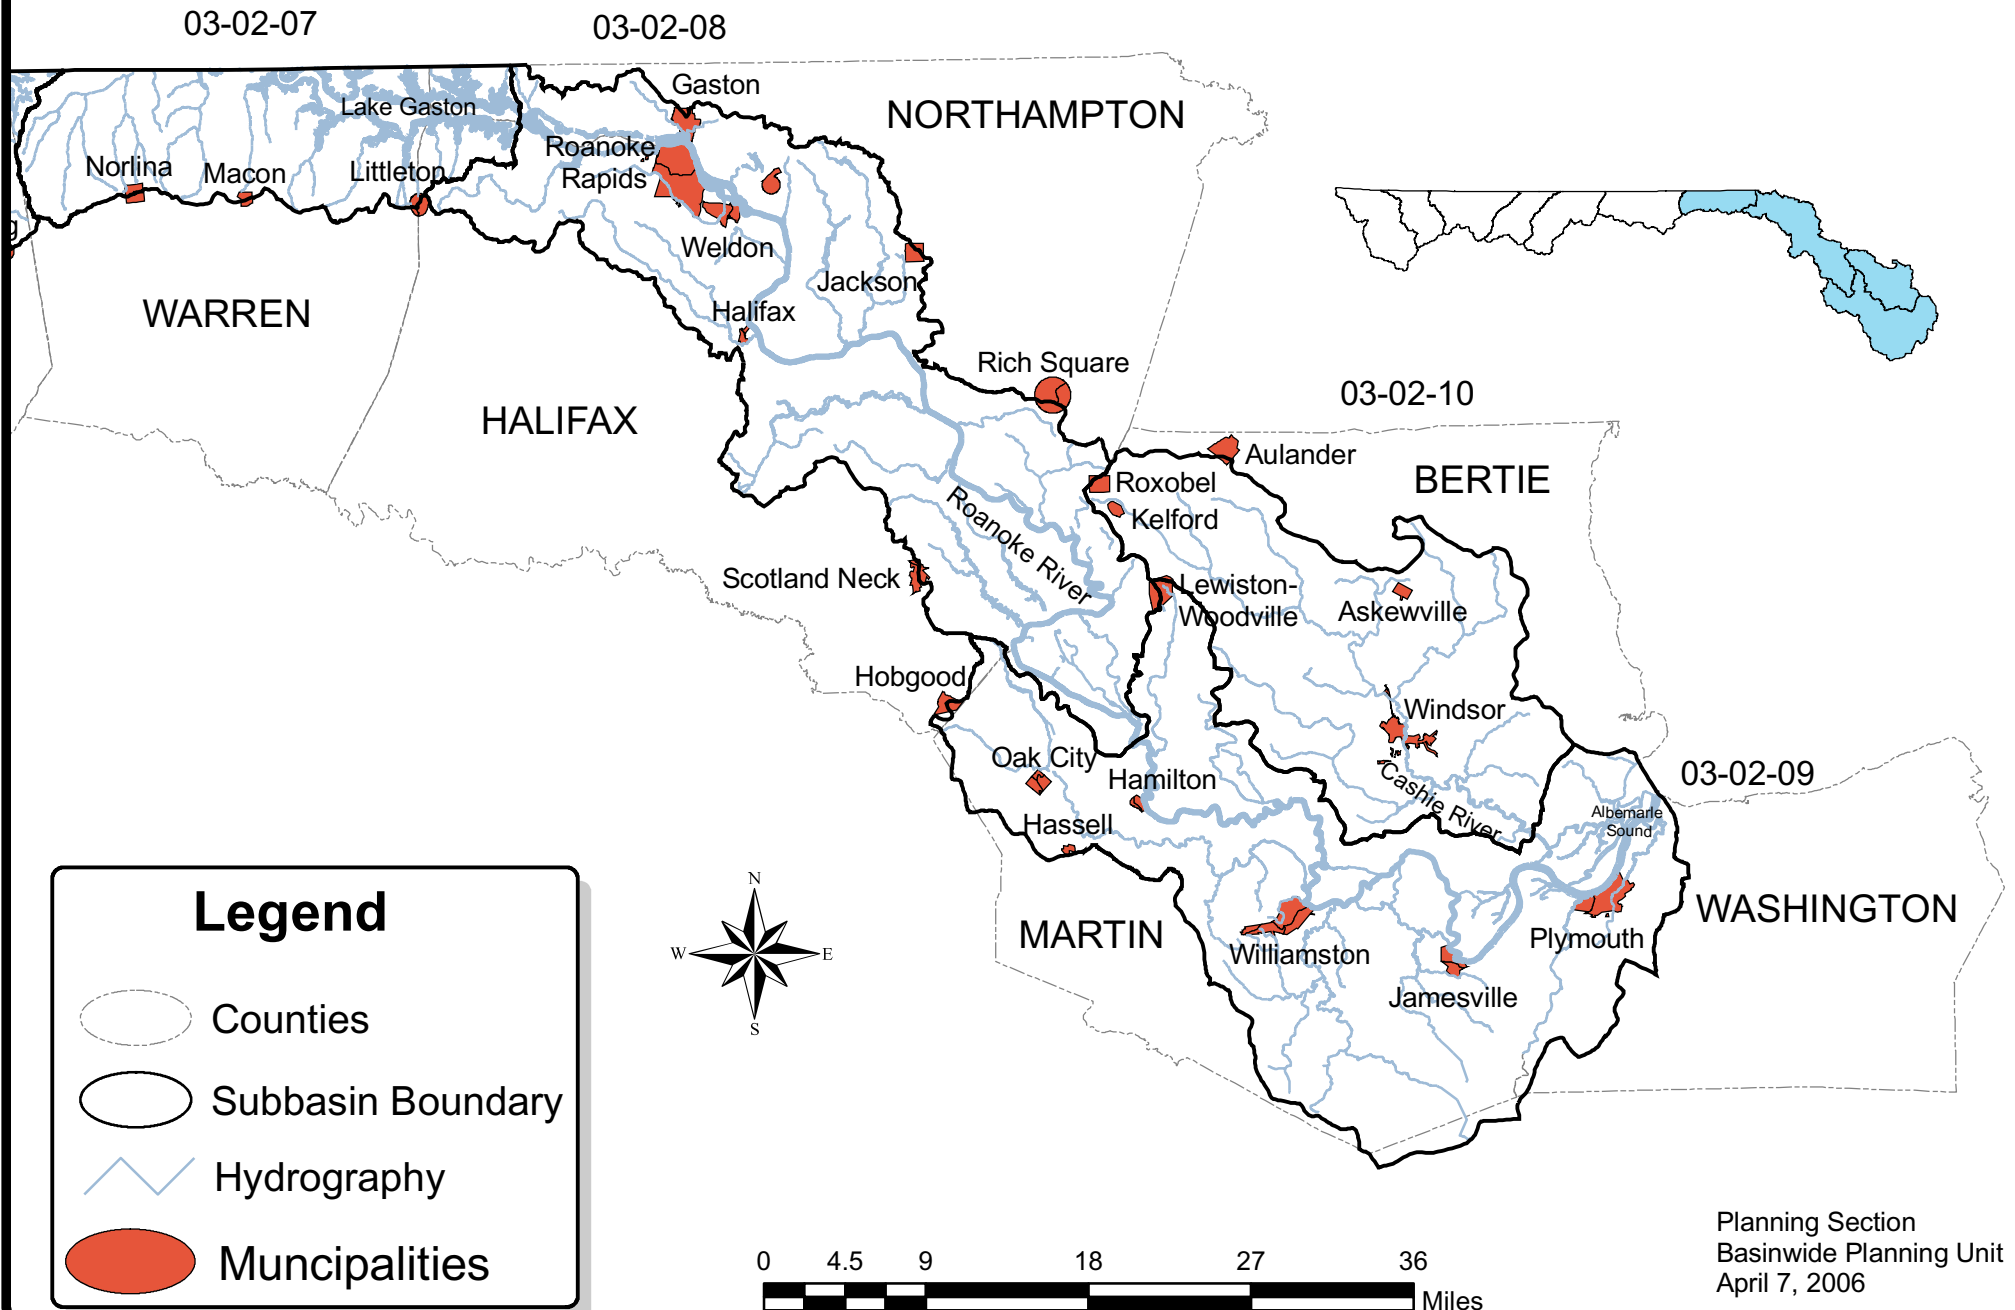 03-02-07
03-02-08
Gaston
NORTHAMPTON
Lake Gaston
Roanoke
Rapids
Norlina
Macon
Littleton
g
Weldon
Jackson
WARREN
Halifax
Rich Square
03-02-10
HALIFAX
Aulander
BERTIE
Roxobel
Kelford
Roanoke River
Scotland Neck
Lewiston-
Woodville
Askewville
Hobgood
Windsor
Oak City
Hamilton
03-02-09
Cashie River
Albemarle
Sound
Hassell
WASHINGTON
MARTIN
Williamston
Plymouth
Jamesville
N
W
E
S
Legend
Counties
Subbasin Boundary
Hydrography
Muncipalities
0 4.5 9 18 27 36
Miles
Planning Section
Basinwide Planning Unit
April 7, 2006